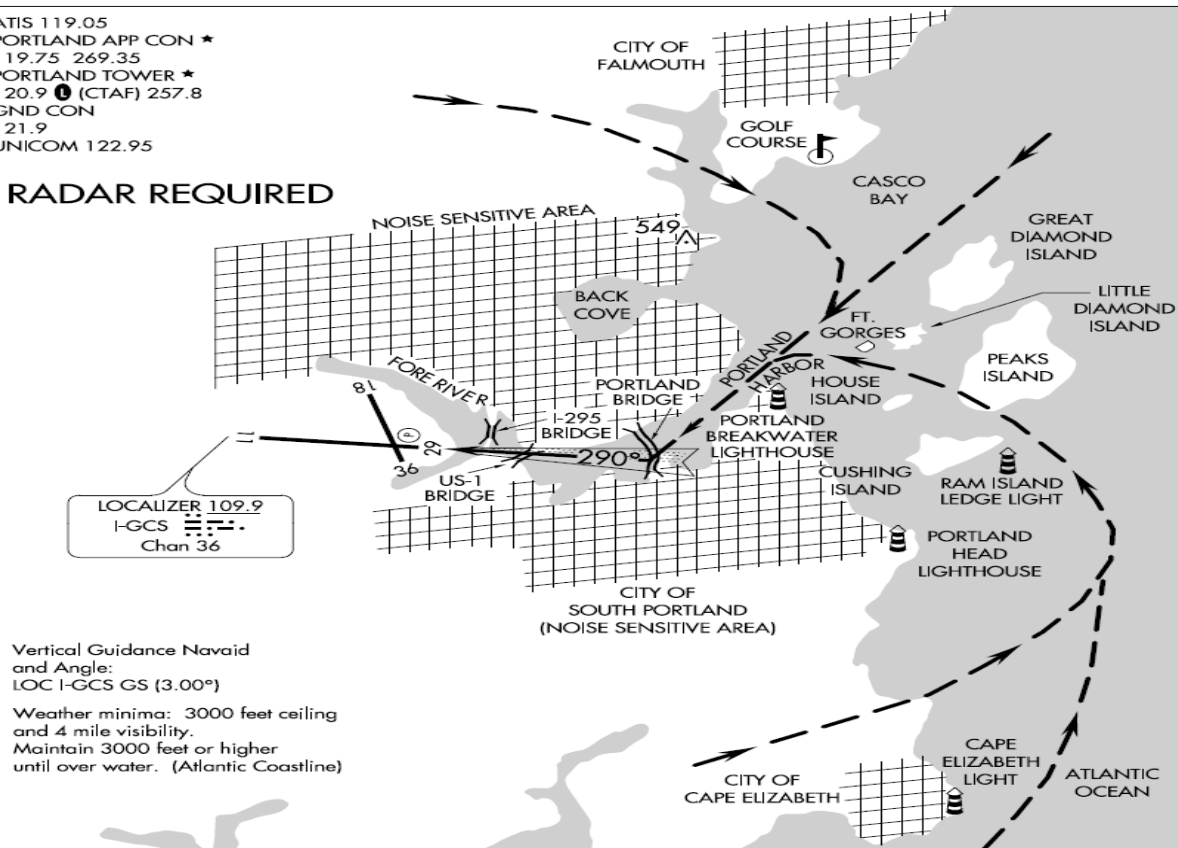 ATIS 119.05
PORTLAND APP CON ★
19.75 269.35
PORTLAND TOWER ★
20.9 Ⓛ (CTAF) 257.8
GND CON
21.9
UNICOM 122.95
RADAR REQUIRED
CITY OF
FALMOUTH
GOLF
COURSE
CASCO
BAY
NOISE SENSITIVE AREA
549
GREAT
DIAMOND
ISLAND
BACK
COVE
LITTLE
DIAMOND
ISLAND
FT.
GORGES
PORTLAND
HARBOR
PEAKS
ISLAND
FORE RIVER
PORTLAND
BRIDGE
HOUSE
ISLAND
18
I-295
BRIDGE
PORTLAND
BREAKWATER
LIGHTHOUSE
11
P
29
290°
36
US-1
BRIDGE
CUSHING
ISLAND
RAM ISLAND
LEDGE LIGHT
LOCALIZER 109.9
I-GCS
Chan 36
PORTLAND
HEAD
LIGHTHOUSE
CITY OF
SOUTH PORTLAND
(NOISE SENSITIVE AREA)
Vertical Guidance Navaid
and Angle:
LOC I-GCS GS (3.00°)
Weather minima: 3000 feet ceiling
and 4 mile visibility.
Maintain 3000 feet or higher
until over water. (Atlantic Coastline)
CITY OF
CAPE ELIZABETH
CAPE
ELIZABETH
LIGHT
ATLANTIC
OCEAN